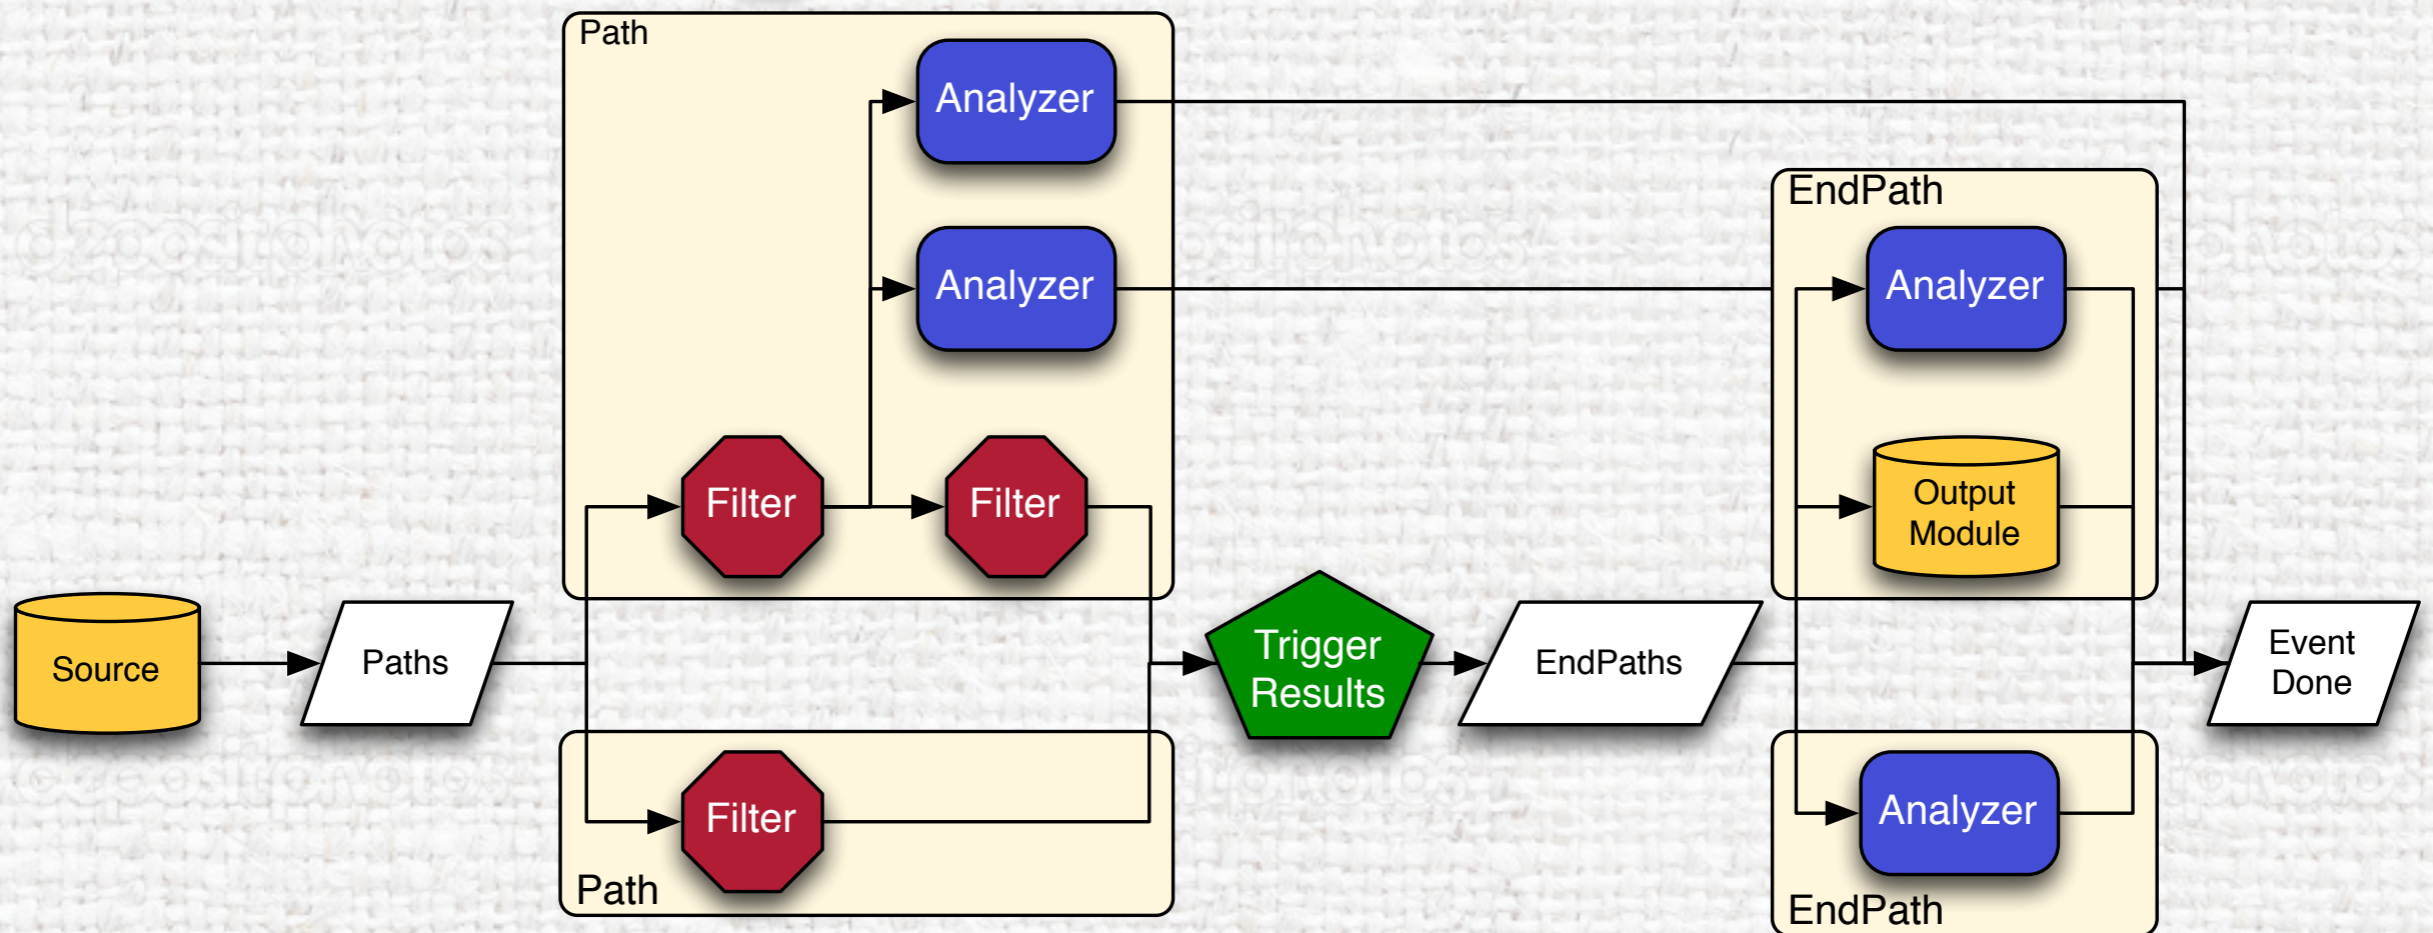 Path
Analyzer
Analyzer
Filter
Filter
Source
Paths
Filter
Path
Trigger
Results
EndPaths
EndPath
Analyzer
Output
Module
Analyzer
EndPath
Event
Done